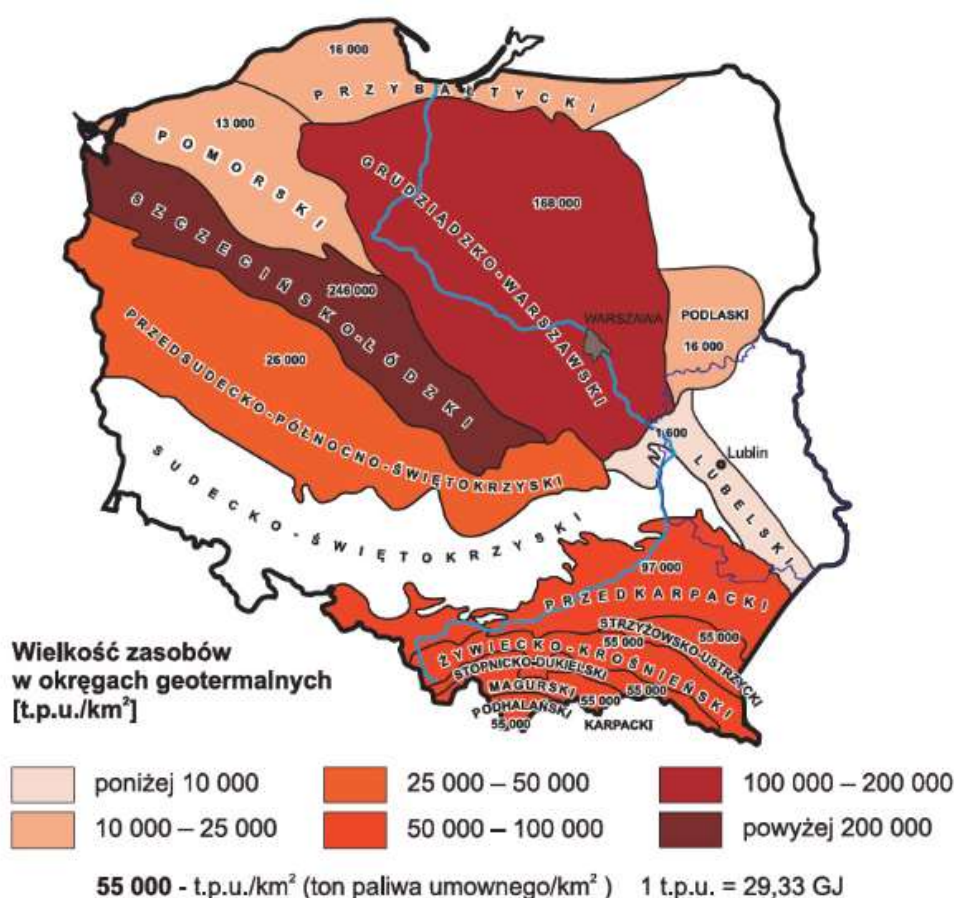 16 000
PRZYBAŁTYCKI
13 000
POMORSKI
GRUDZIĄDZKO-WARSZAWSKI
168 000
SZCZECIŃSKO-ŁÓDZKI
246 000
WARSZAWA
PODLASKI
16 000
PRZEDSUDECKO-PÓŁNOCNO-ŚWIĘTOKRZYSKI
26 000
1 600
Lublin
LUBELSKI
SUDECKO-ŚWIĘTOKRZYSKI
97 000
PRZEDKARPACKI
STRZYŻOWSKO-USTRZYCKI
55 000
55 000
ŻYWIECKO-KROŚNIEŃSKI
STOPNICKO-DUKIELSKI
55 000
MAGURSKI
55 000
PODHALAŃSKI
55 000
KARPACKI
Wielkość zasobów
w okręgach geotermalnych
[t.p.u./km²]
poniżej 10 000
25 000 – 50 000
100 000 – 200 000
10 000 – 25 000
50 000 – 100 000
powyżej 200 000
55 000 - t.p.u./km² (ton paliwa umownego/km² ) 1 t.p.u. = 29,33 GJ